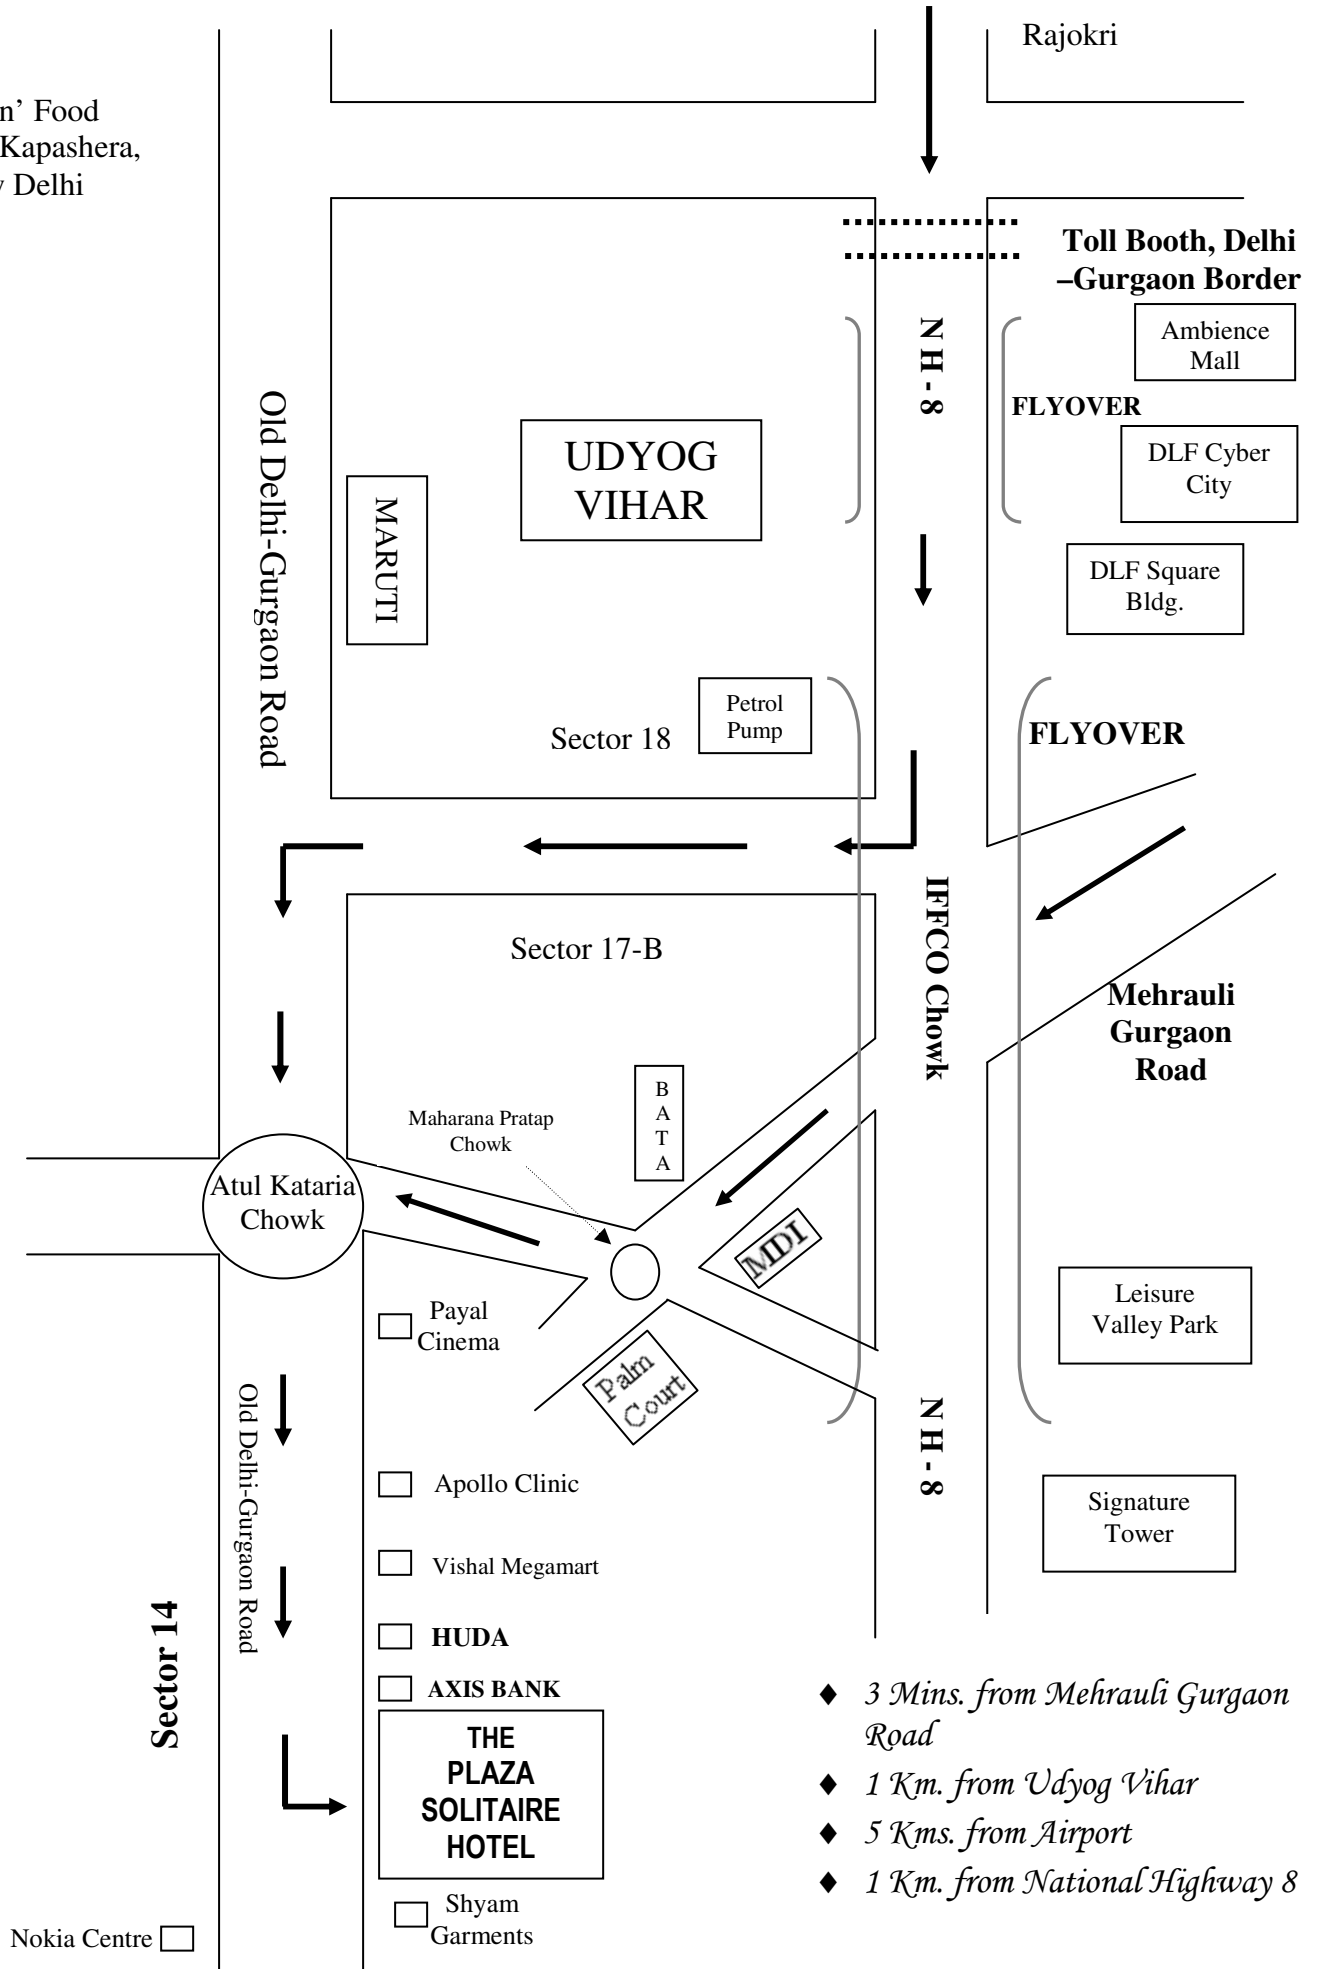 Rajokri
n’ Food
Kapashera,
Delhi
Toll Booth, Delhi
–Gurgaon Border
N H - 8
Ambience
Mall
FLYOVER
DLF Cyber
City
Old Delhi-Gurgaon Road
UDYOG
VIHAR
MARUTI
DLF Square
Bldg.
Petrol
Pump
Sector 18
FLYOVER
IFFCO Chowk
Sector 17-B
Mehrauli
Gurgaon
Road
B
A
T
A
Maharana Pratap
Chowk
Atul Kataria
Chowk
MDI
Payal
Cinema
Leisure
Valley Park
Palm
Court
Old Delhi-Gurgaon Road
N H - 8
Apollo Clinic
Signature
Tower
Vishal Megamart
Sector 14
HUDA
AXIS BANK
THE
PLAZA
SOLITAIRE
HOTEL
♦ 3 Mins. from Mehrauli Gurgaon
Road
♦ 1 Km. from Udyog Vihar
♦ 5 Kms. from Airport
♦ 1 Km. from National Highway 8
Shyam
Garments
Nokia Centre